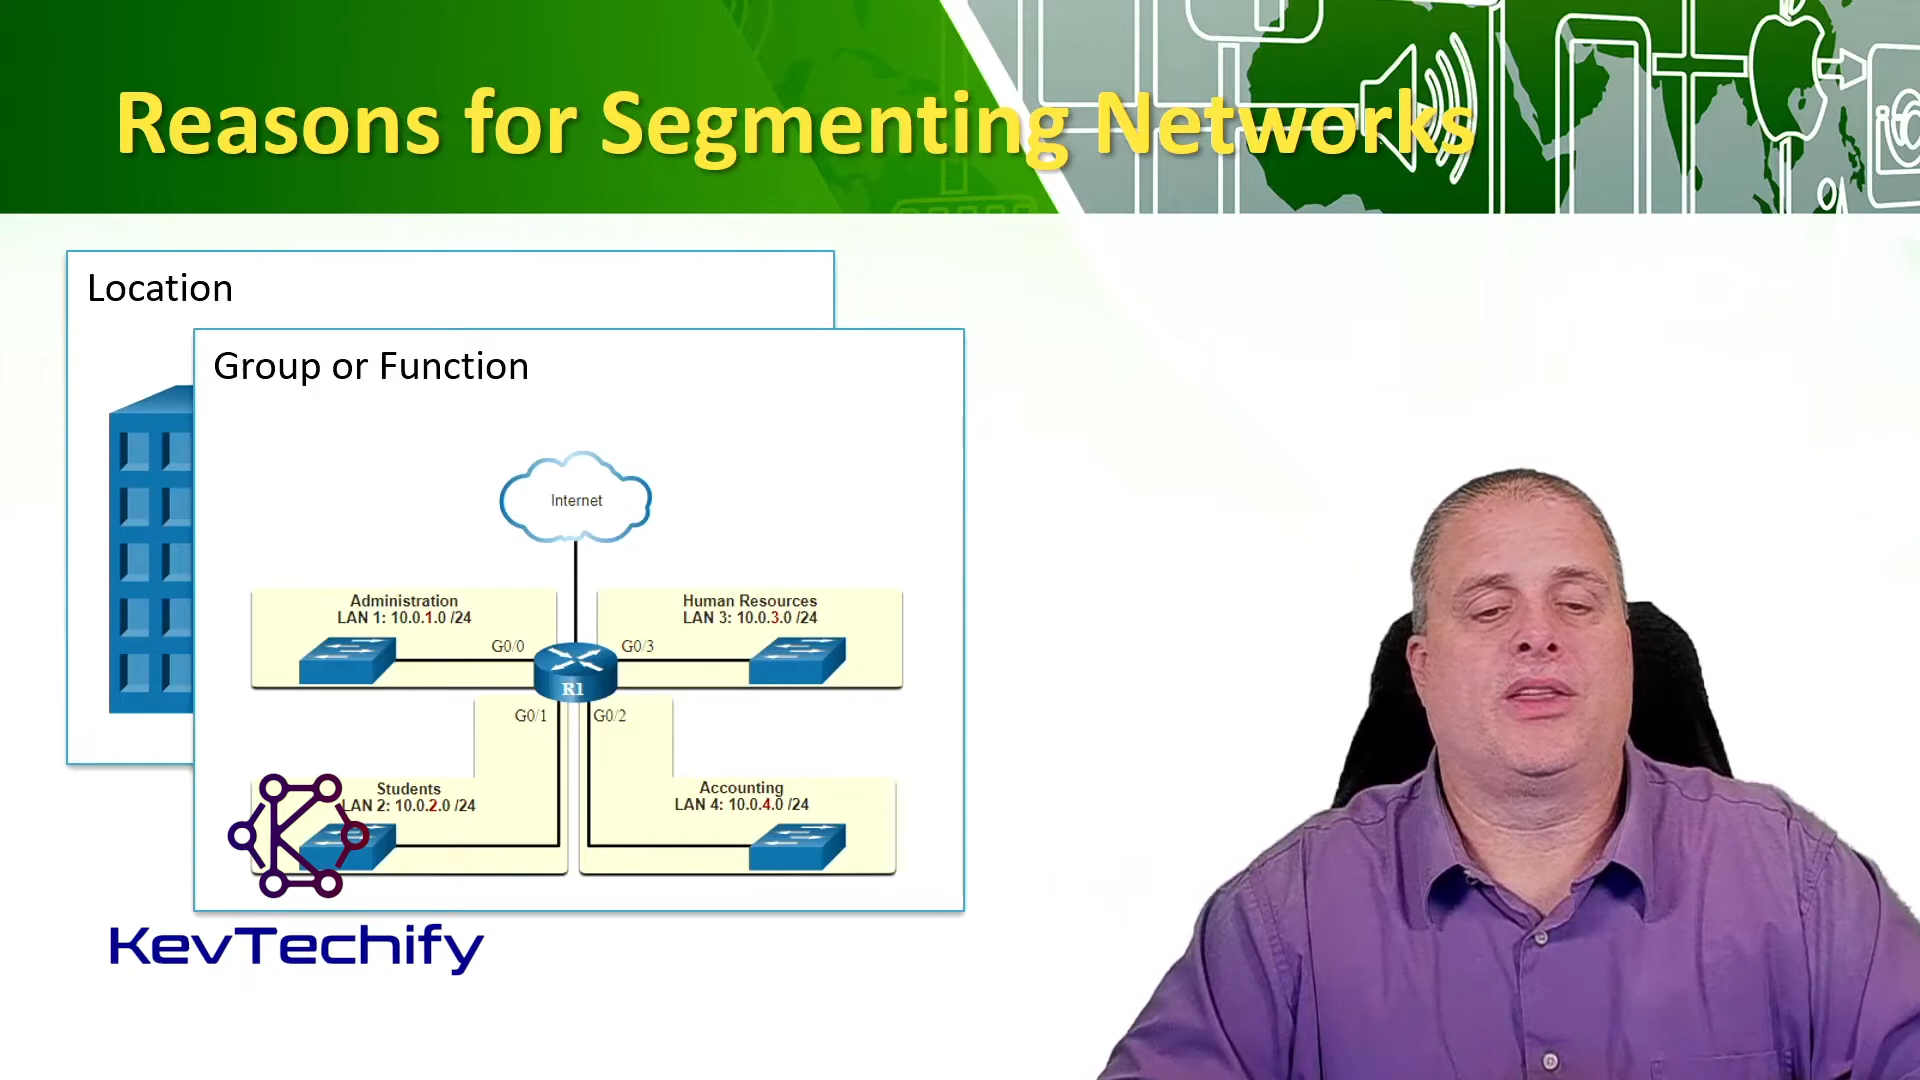 Reasons for Segmenting Networks
Location
Group or Function
Internet
Administration
LAN 1: 10.0.1.0 /24
Human Resources
LAN 3: 10.0.3.0 /24
G0/0
G0/3
R1
G0/1
G0/2
Students
LAN 2: 10.0.2.0 /24
Accounting
LAN 4: 10.0.4.0 /24
KevTechify